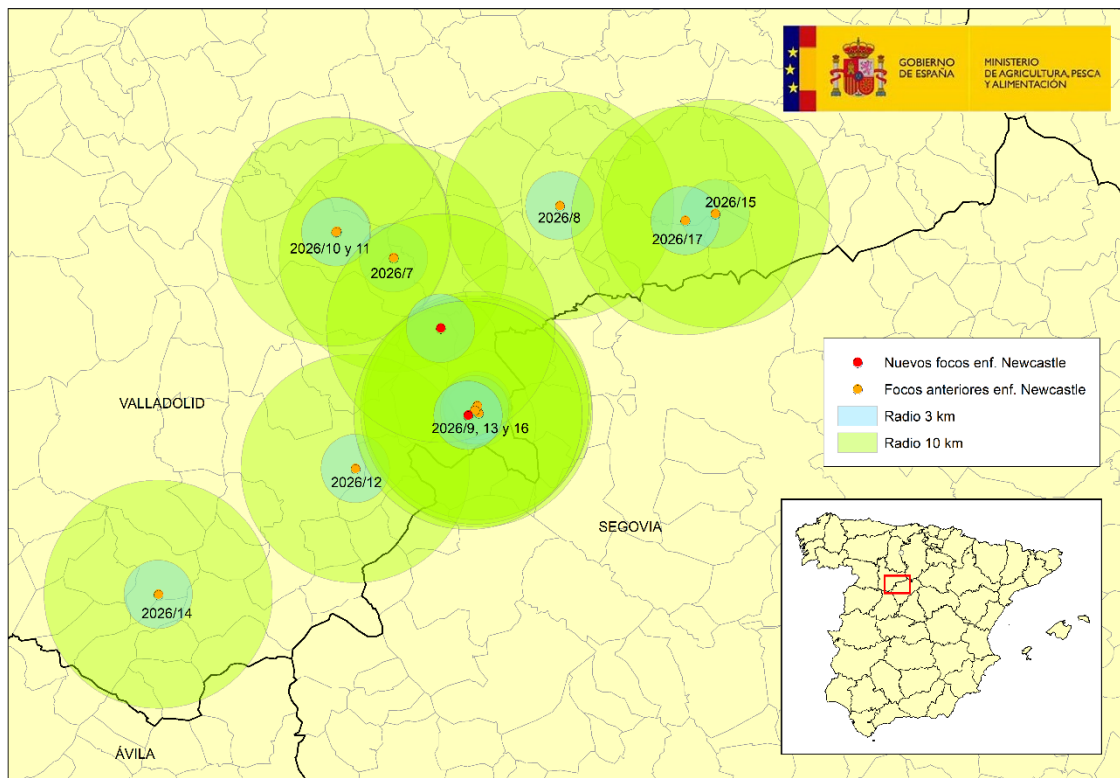 GOBIERNO
DE ESPAÑA
MINISTERIO
DE AGRICULTURA, PESCA
Y ALIMENTACIÓN
2026/15
2026/8
2026/17
2026/10 y 11
2026/7
Nuevos focos enf. Newcastle
Focos anteriores enf. Newcastle
Radio 3 km
Radio 10 km
VALLADOLID
2026/9, 13 y 16
2026/12
SEGOVIA
2026/14
ÁVILA